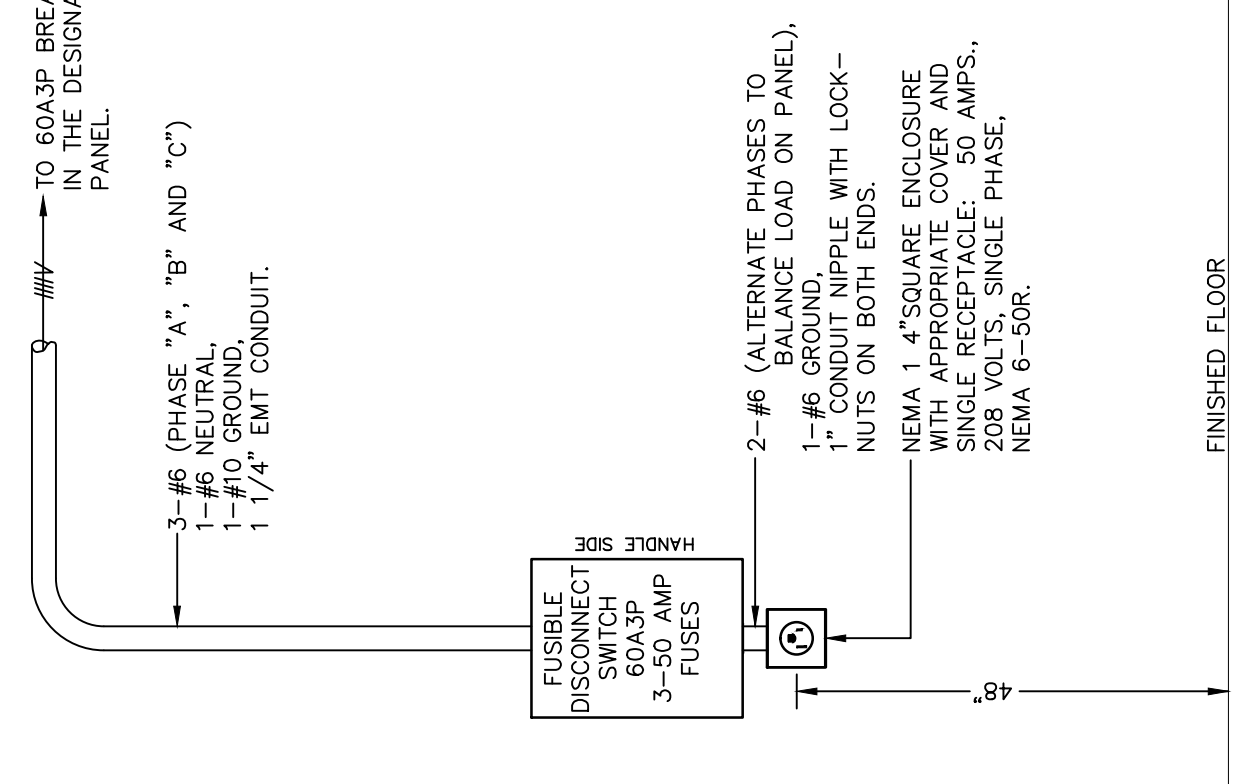 TO 60A3P
IN THE
PANEL.
3-#6 (PHASE "A", "B" AND "C")
1-#6 NEUTRAL,
1-#10 GROUND,
1 1/4" EMT CONDUIT.
HANDLE SIDE
FUSIBLE
DISCONNECT
SWITCH
60A3P
3-50 AMP
FUSES
2-#6 (ALTERNATE PHASES TO
BALANCE LOAD ON PANEL),
1-#6 GROUND,
1" CONDUIT NIPPLE WITH LOCK-
NUTS ON BOTH ENDS.
NEMA 1 4"SQUARE ENCLOSURE
WITH APPROPRIATE COVER AND
SINGLE RECEPTACLE: 50 AMPS.,
208 VOLTS, SINGLE PHASE,
NEMA 6-50R.
48"
FINISHED FLOOR